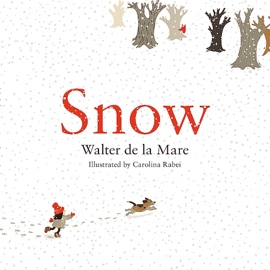 Snow
Walter de la Mare
Illustrated by Carolina Rabei